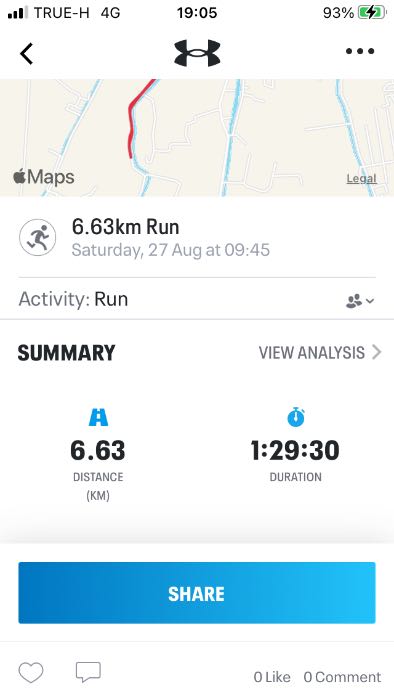 TRUE-H 4G 19:05 93%
Maps
Legal
6.63km Run
Saturday, 27 Aug at 09:45
Activity: Run
SUMMARY VIEW ANALYSIS
6.63 1:29:30
DISTANCE DURATION
(KM)
SHARE
0 Like 0 Comment